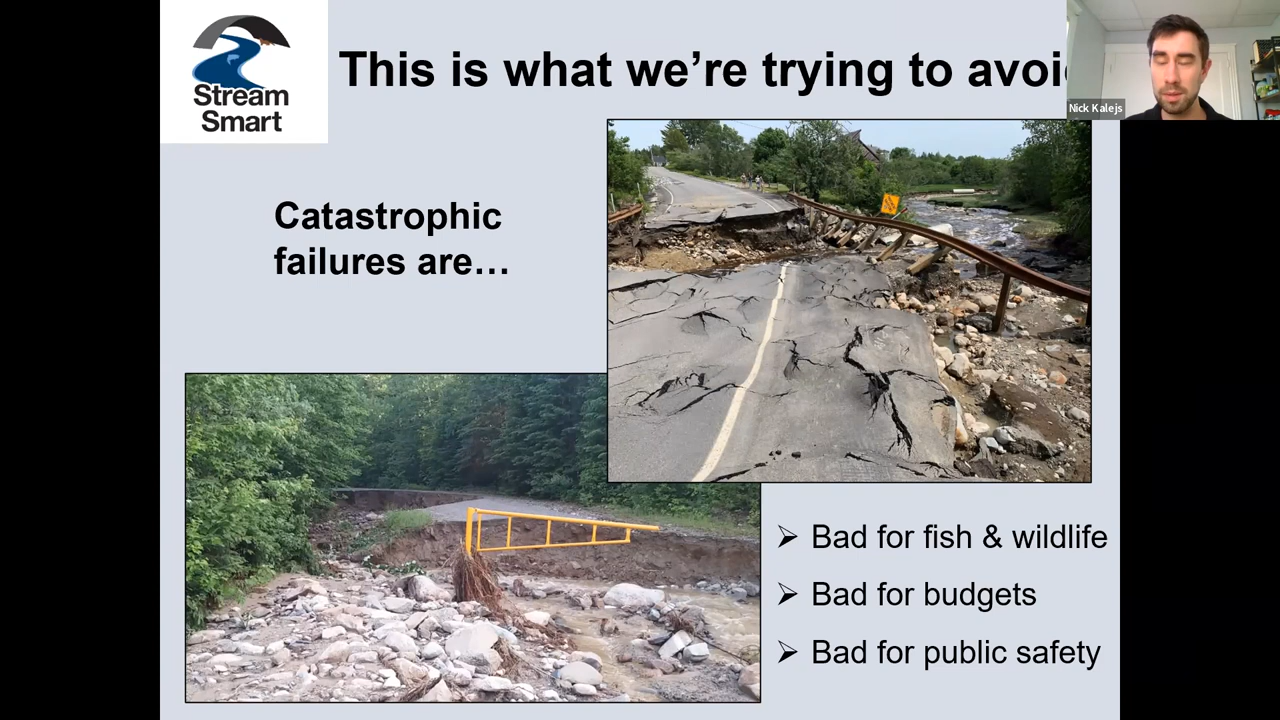 Stream
Smart
This is what we're trying to avoi
Nick Kalejs
Catastrophic
failures are…
➢ Bad for fish & wildlife
➢ Bad for budgets
➢ Bad for public safety